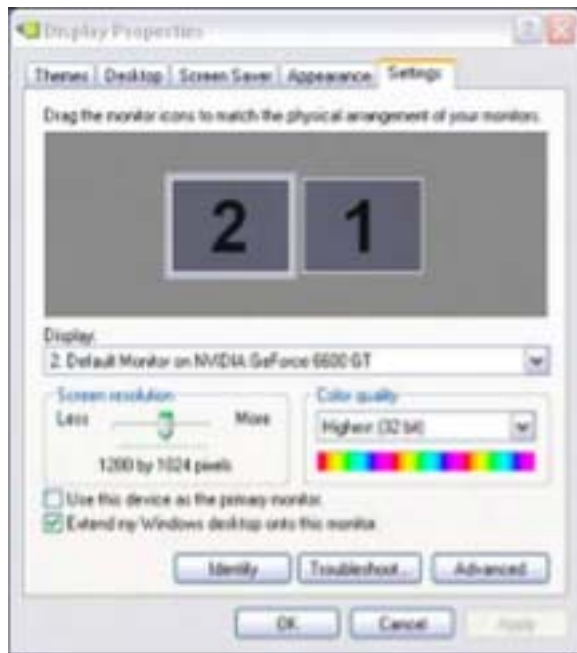 Display Properties
Themes Desktop Screen Saver Appearance Settings
Drag the monitor icons to match the physical arrangement of your monitors.
2 1
Display:
2. Default Monitor on NVIDIA GeForce 6600 GT
Screen resolution
Less More
1280 by 1024 pixels
Color quality
Highest (32 bit)
Use this device as the primary monitor.
Extend my Windows desktop onto this monitor.
Identify Troubleshoot... Advanced
OK Cancel Apply